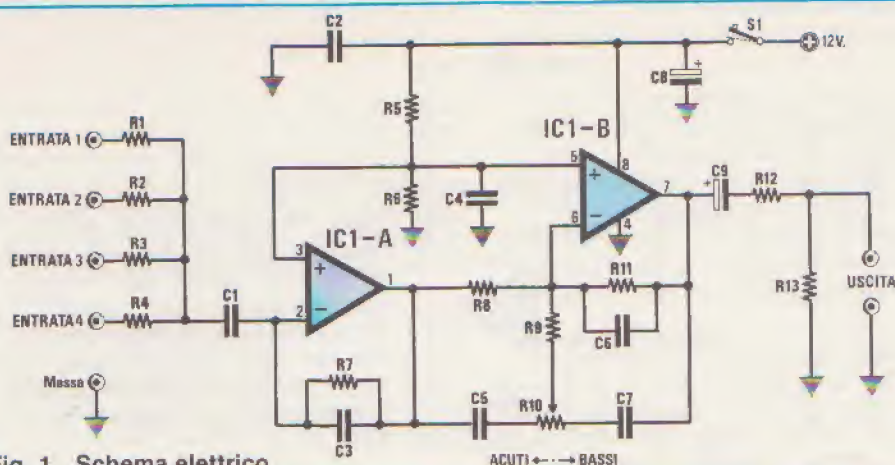 C2
S1
12V.
C8
+
R5
IC1-B
ENTRATA 1
R1
ENTRATA 2
R2
ENTRATA 3
R3
ENTRATA 4
R4
R6
C4
5
+
8
6
−
4
7
C9
+
R12
IC1-A
3
+
2
−
1
R8
R11
R13
USCITA
C1
R9
C6
Massa
R7
C3
C5
R10
C7
Fig. 1 Schema elettrico
ACUTI ←---→ BASSI